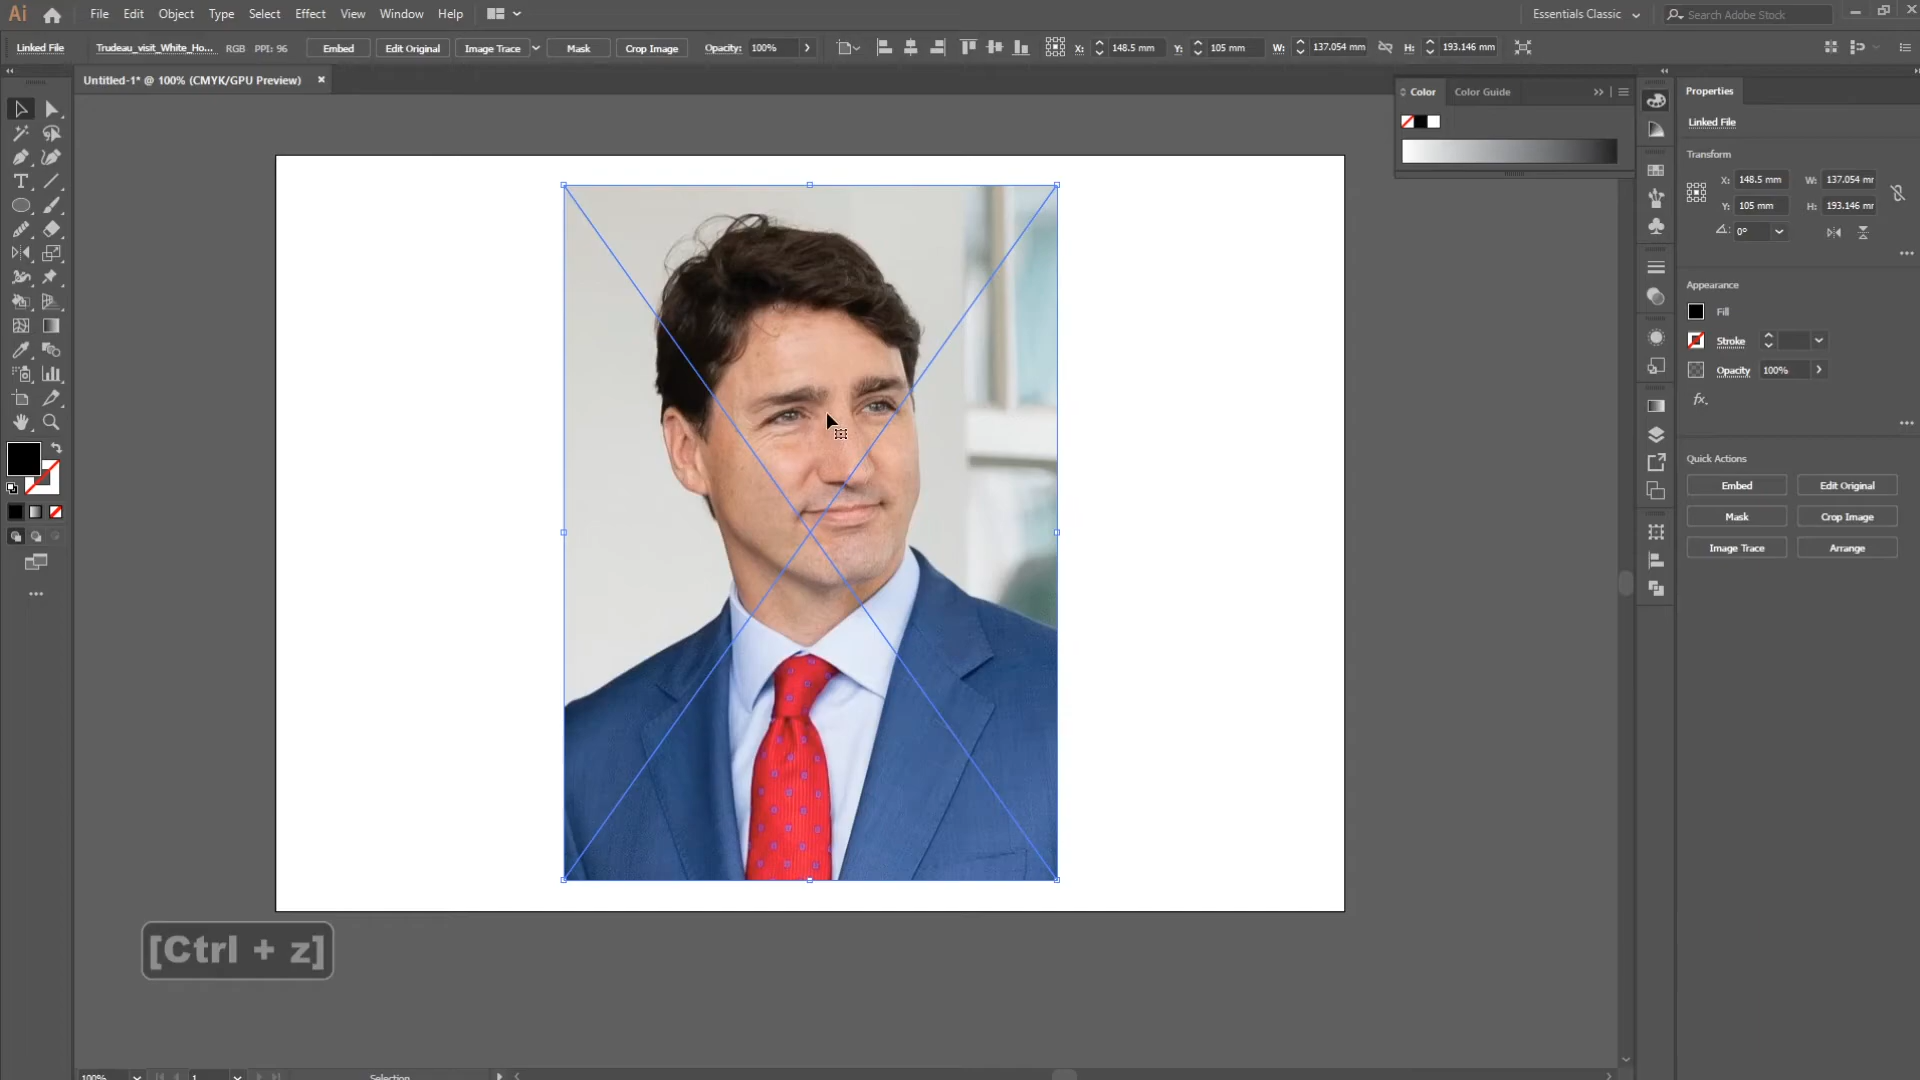 Ai File Edit Object Type Select Effect View Window Help Essentials Classic Search Adobe Stock
Linked File Trudeau_visit_White_Ho... RGB PPI: 96 Embed Edit Original Image Trace Mask Crop Image Opacity: 100% X: 148.5 mm Y: 105 mm W: 137.054 mm H: 193.146 mm
Untitled-1* @ 100% (CMYK/GPU Preview) ×
Color Color Guide
Properties
Linked File
Transform
X: 148.5 mm W: 137.054 mr
Y: 105 mm H: 193.146 mr
0°
Appearance
Fill
Stroke
Opacity 100%
fx.
Quick Actions
Embed Edit Original
Mask Crop Image
Image Trace Arrange
[Ctrl + z]
100% 1 Selection